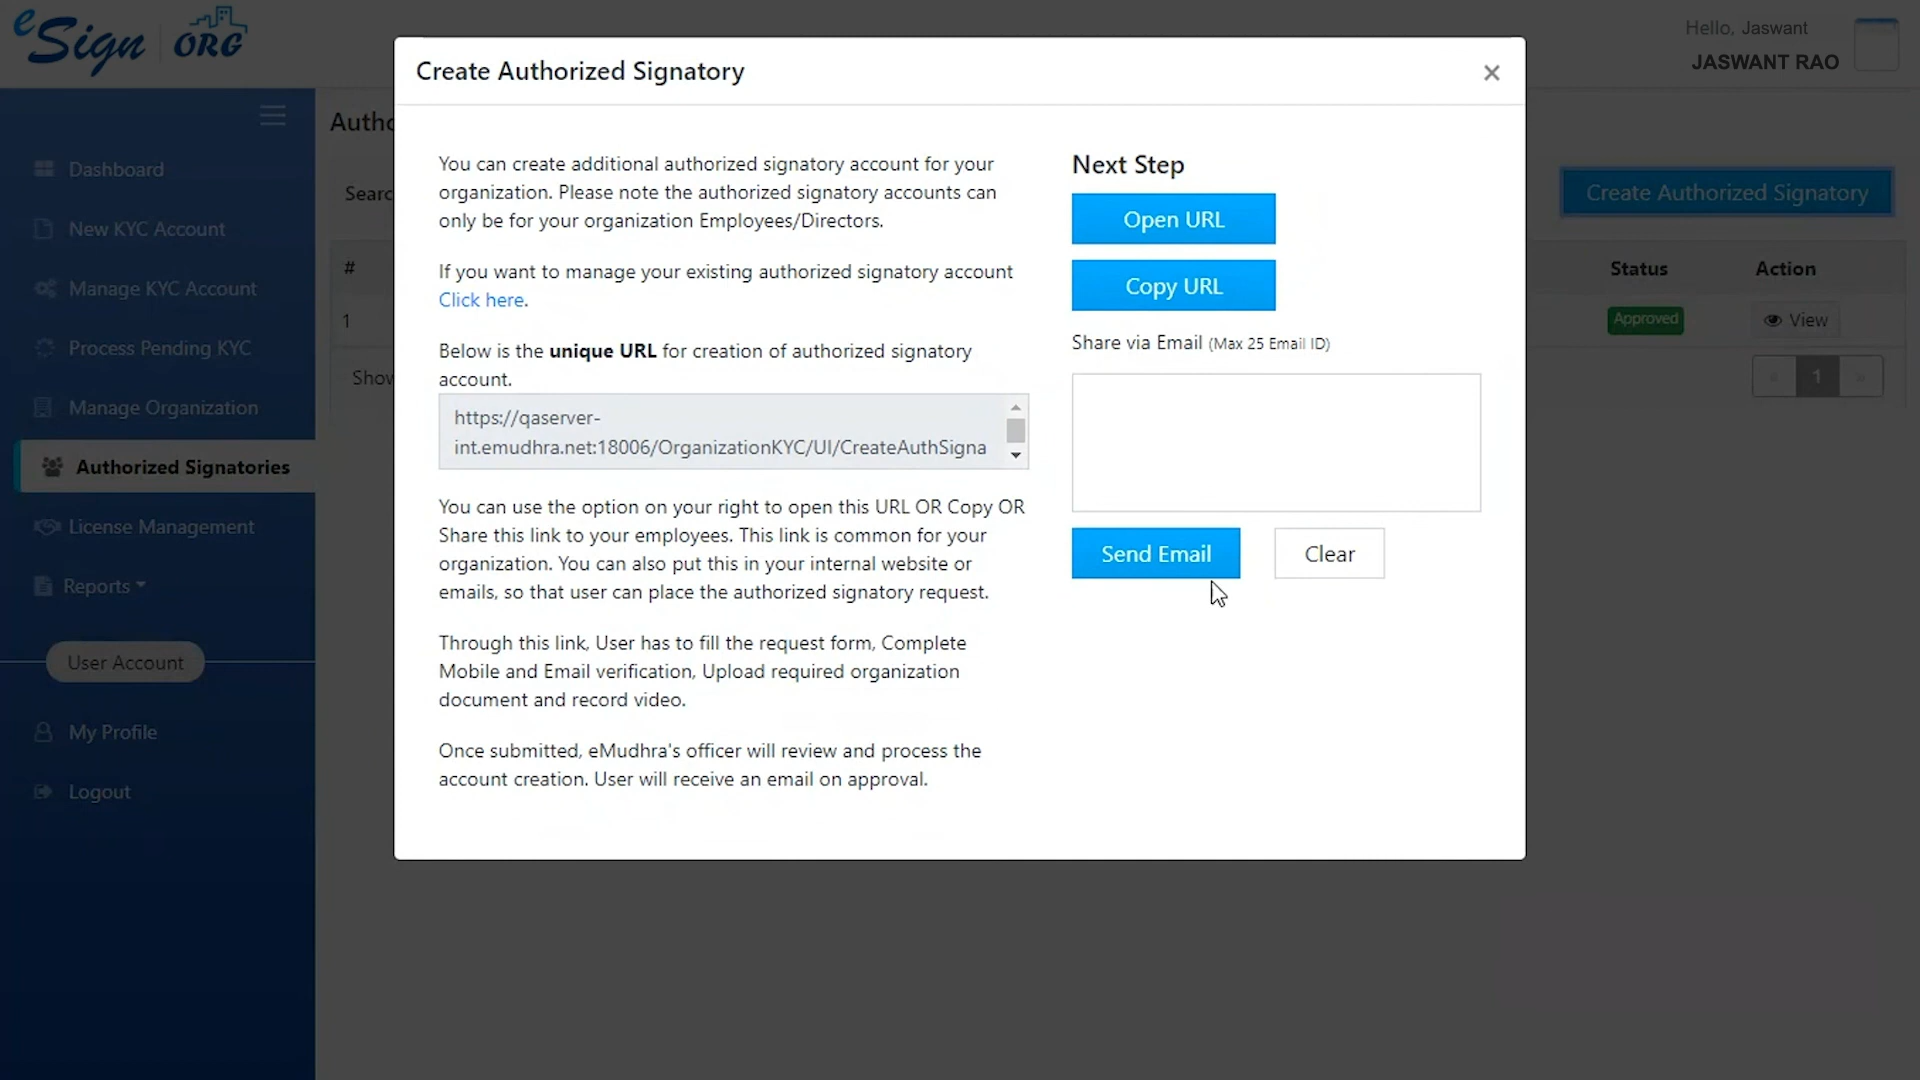 eSign ORG
Hello, Jaswant
JASWANT RAO
Dashboard
New KYC Account
Manage KYC Account
Process Pending KYC
Manage Organization
Authorized Signatories
License Management
Reports
User Account
My Profile
Logout
Create Authorized Signatory
#
Status
Action
1
Approved
View
«
1
»
Create Authorized Signatory
×
You can create additional authorized signatory account for your
organization. Please note the authorized signatory accounts can
only be for your organization Employees/Directors.
If you want to manage your existing authorized signatory account
Click here.
Below is the unique URL for creation of authorized signatory
account.
https://qaserver-
int.emudhra.net:18006/OrganizationKYC/UI/CreateAuthSigna
You can use the option on your right to open this URL OR Copy OR
Share this link to your employees. This link is common for your
organization. You can also put this in your internal website or
emails, so that user can place the authorized signatory request.
Through this link, User has to fill the request form, Complete
Mobile and Email verification, Upload required organization
document and record video.
Once submitted, eMudhra's officer will review and process the
account creation. User will receive an email on approval.
Next Step
Open URL
Copy URL
Share via Email (Max 25 Email ID)
Send Email
Clear